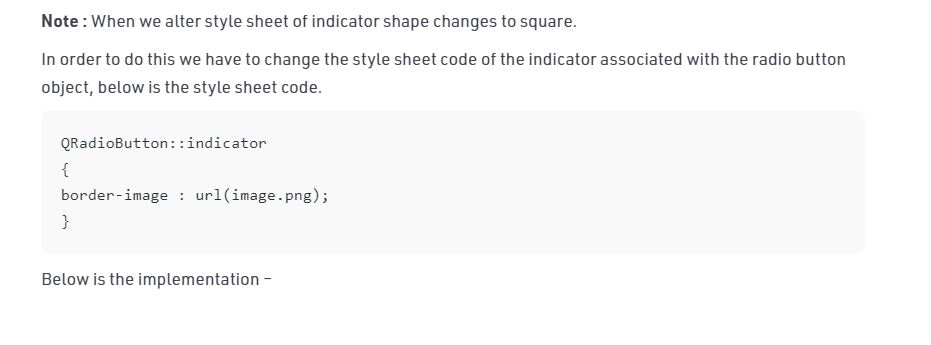 Note : When we alter style sheet of indicator shape changes to square.
In order to do this we have to change the style sheet code of the indicator associated with the radio button
object, below is the style sheet code.
QRadioButton::indicator
{
border-image : url(image.png);
}
Below is the implementation –